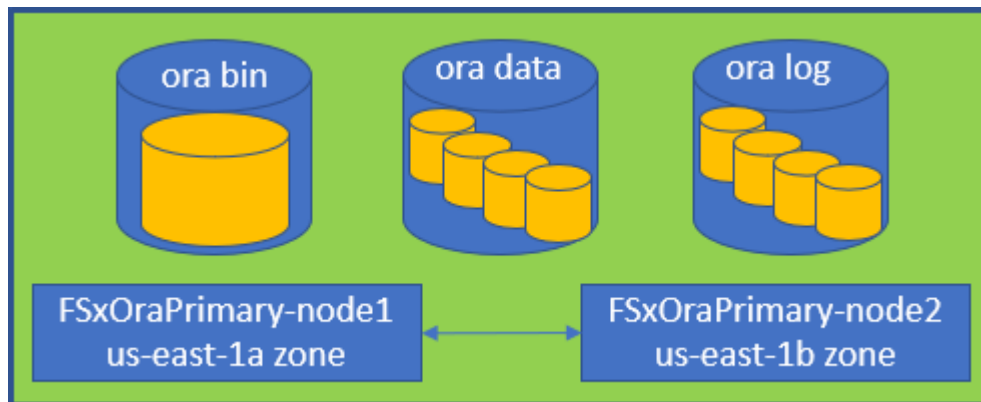 ora bin
ora data
ora log
FSxOraPrimary-node1
us-east-1a zone
FSxOraPrimary-node2
us-east-1b zone